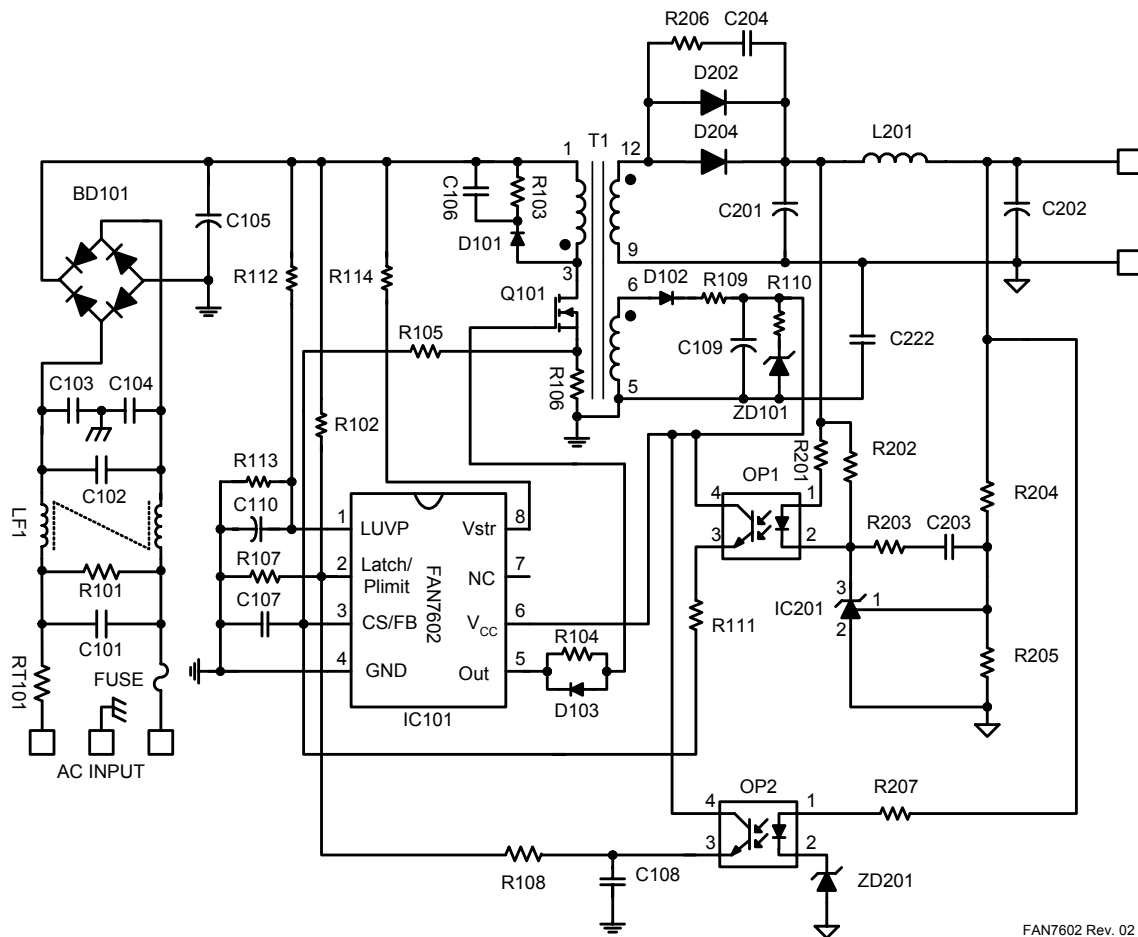 R206
C204
D202
D204
L201
T1
1
12
BD101
C105
C106
R103
D101
C201
C202
9
3
R112
R114
Q101
6
D102
R109
R110
R105
C109
C222
R106
5
ZD101
C103
C104
R102
R201
R202
R113
OP1
C102
C110
4
1
R204
LF1
1
LUVP
Vstr
8
3
2
R203
C203
R107
2
Latch/
Plimit
FAN7602
NC
7
R101
C107
3
IC201
1
3
CS/FB
VCC
6
R111
2
C101
R104
R205
RT101
FUSE
4
GND
Out
5
D103
IC101
AC INPUT
OP2
R207
4
1
3
2
R108
C108
ZD201
FAN7602 Rev. 02